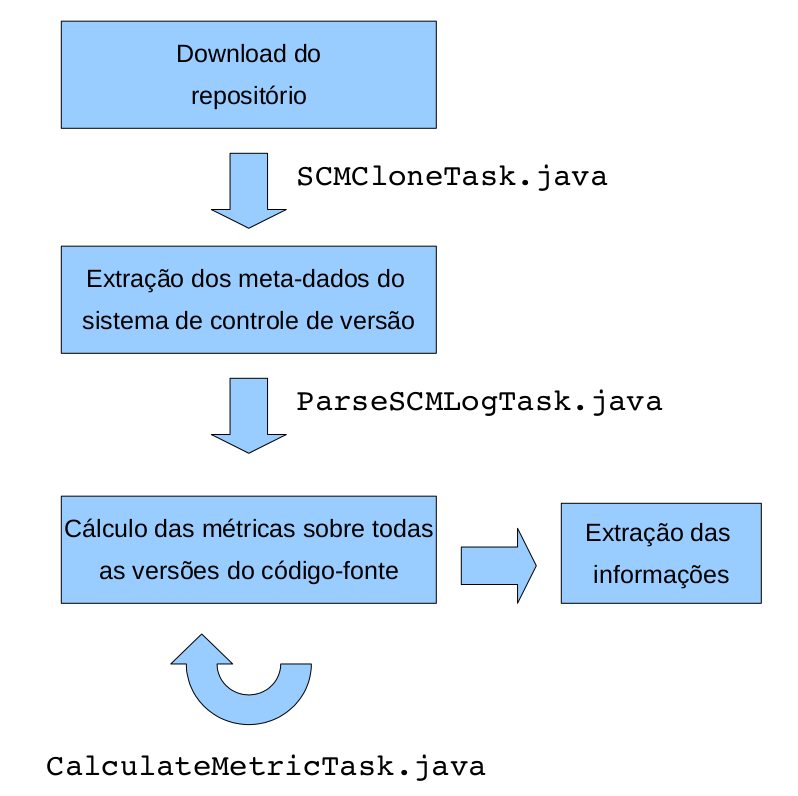 Download do
repositório
SCMCloneTask.java
Extração dos meta-dados do
sistema de controle de versão
ParseSCMLogTask.java
Cálculo das métricas sobre todas
as versões do código-fonte
Extração das
informações
CalculateMetricTask.java